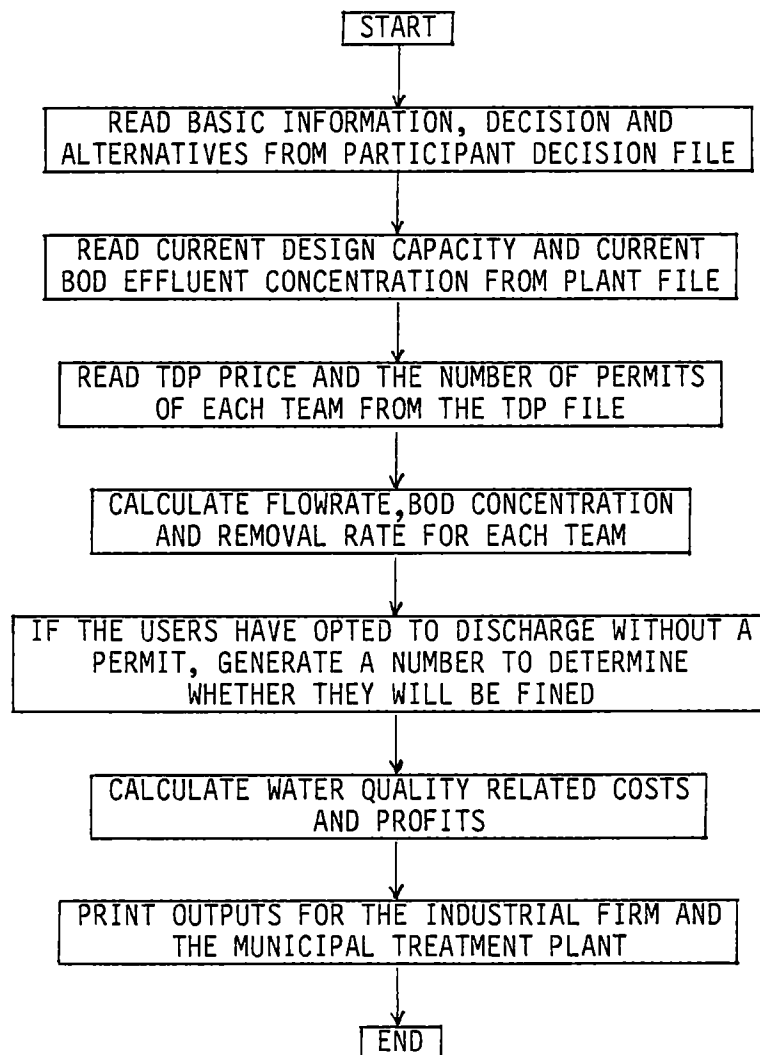 START
READ BASIC INFORMATION, DECISION AND
ALTERNATIVES FROM PARTICIPANT DECISION FILE
READ CURRENT DESIGN CAPACITY AND CURRENT
BOD EFFLUENT CONCENTRATION FROM PLANT FILE
READ TDP PRICE AND THE NUMBER OF PERMITS
OF EACH TEAM FROM THE TDP FILE
CALCULATE FLOWRATE, BOD CONCENTRATION
AND REMOVAL RATE FOR EACH TEAM
IF THE USERS HAVE OPTED TO DISCHARGE WITHOUT A
PERMIT, GENERATE A NUMBER TO DETERMINE
WHETHER THEY WILL BE FINED
CALCULATE WATER QUALITY RELATED COSTS
AND PROFITS
PRINT OUTPUTS FOR THE INDUSTRIAL FIRM AND
THE MUNICIPAL TREATMENT PLANT
END